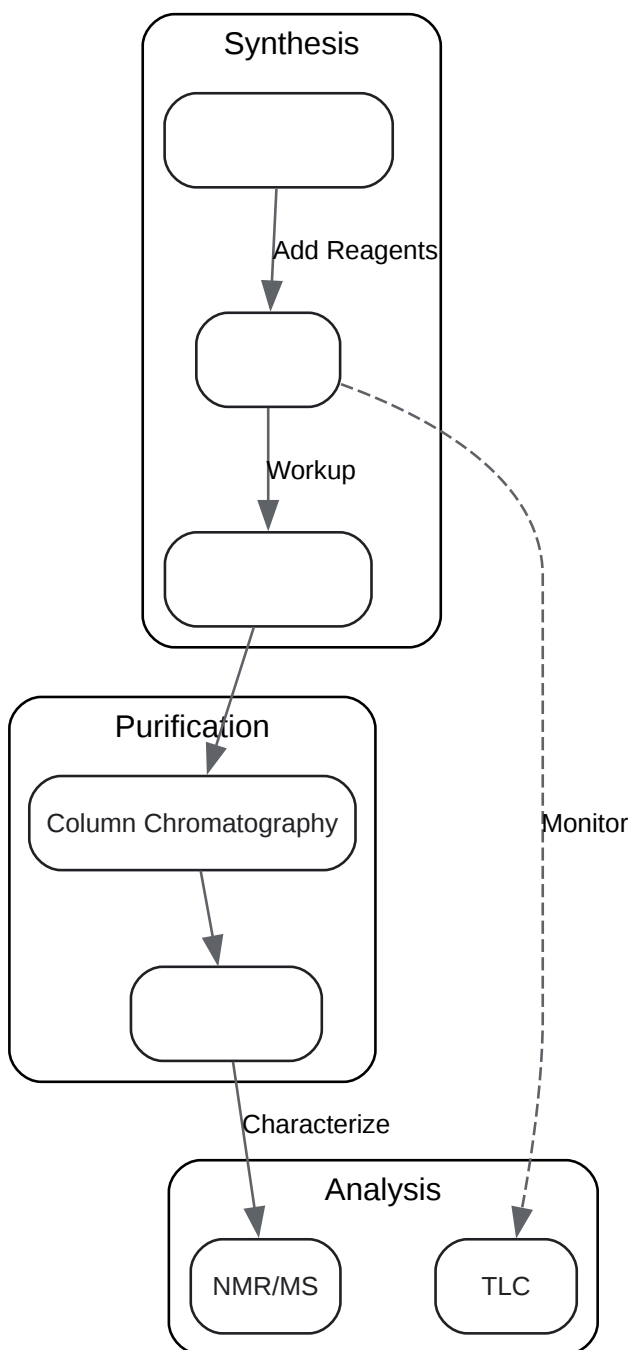 Synthesis
Add Reagents
Workup
Purification
Column Chromatography
Monitor
Characterize
Analysis
NMR/MS
TLC